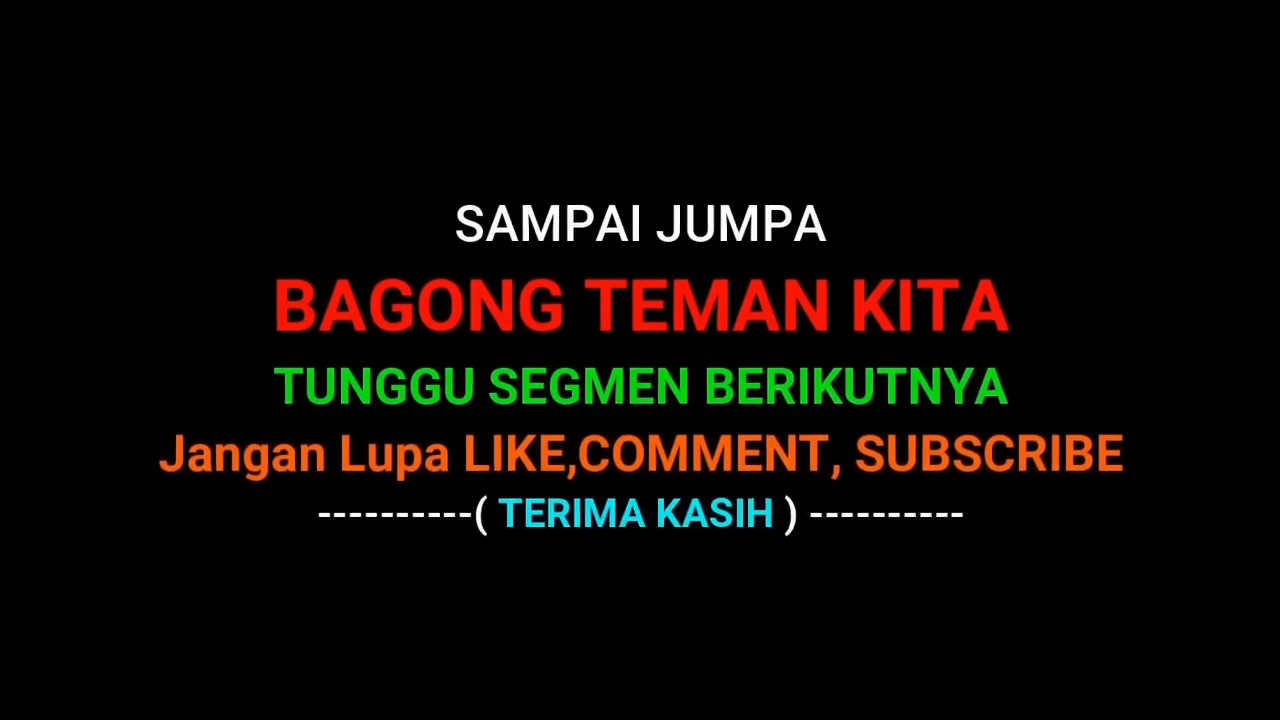 SAMPAI JUMPA
BAGONG TEMAN KITA
TUNGGU SEGMEN BERIKUTNYA
Jangan Lupa LIKE,COMMENT, SUBSCRIBE
----------( TERIMA KASIH ) ----------